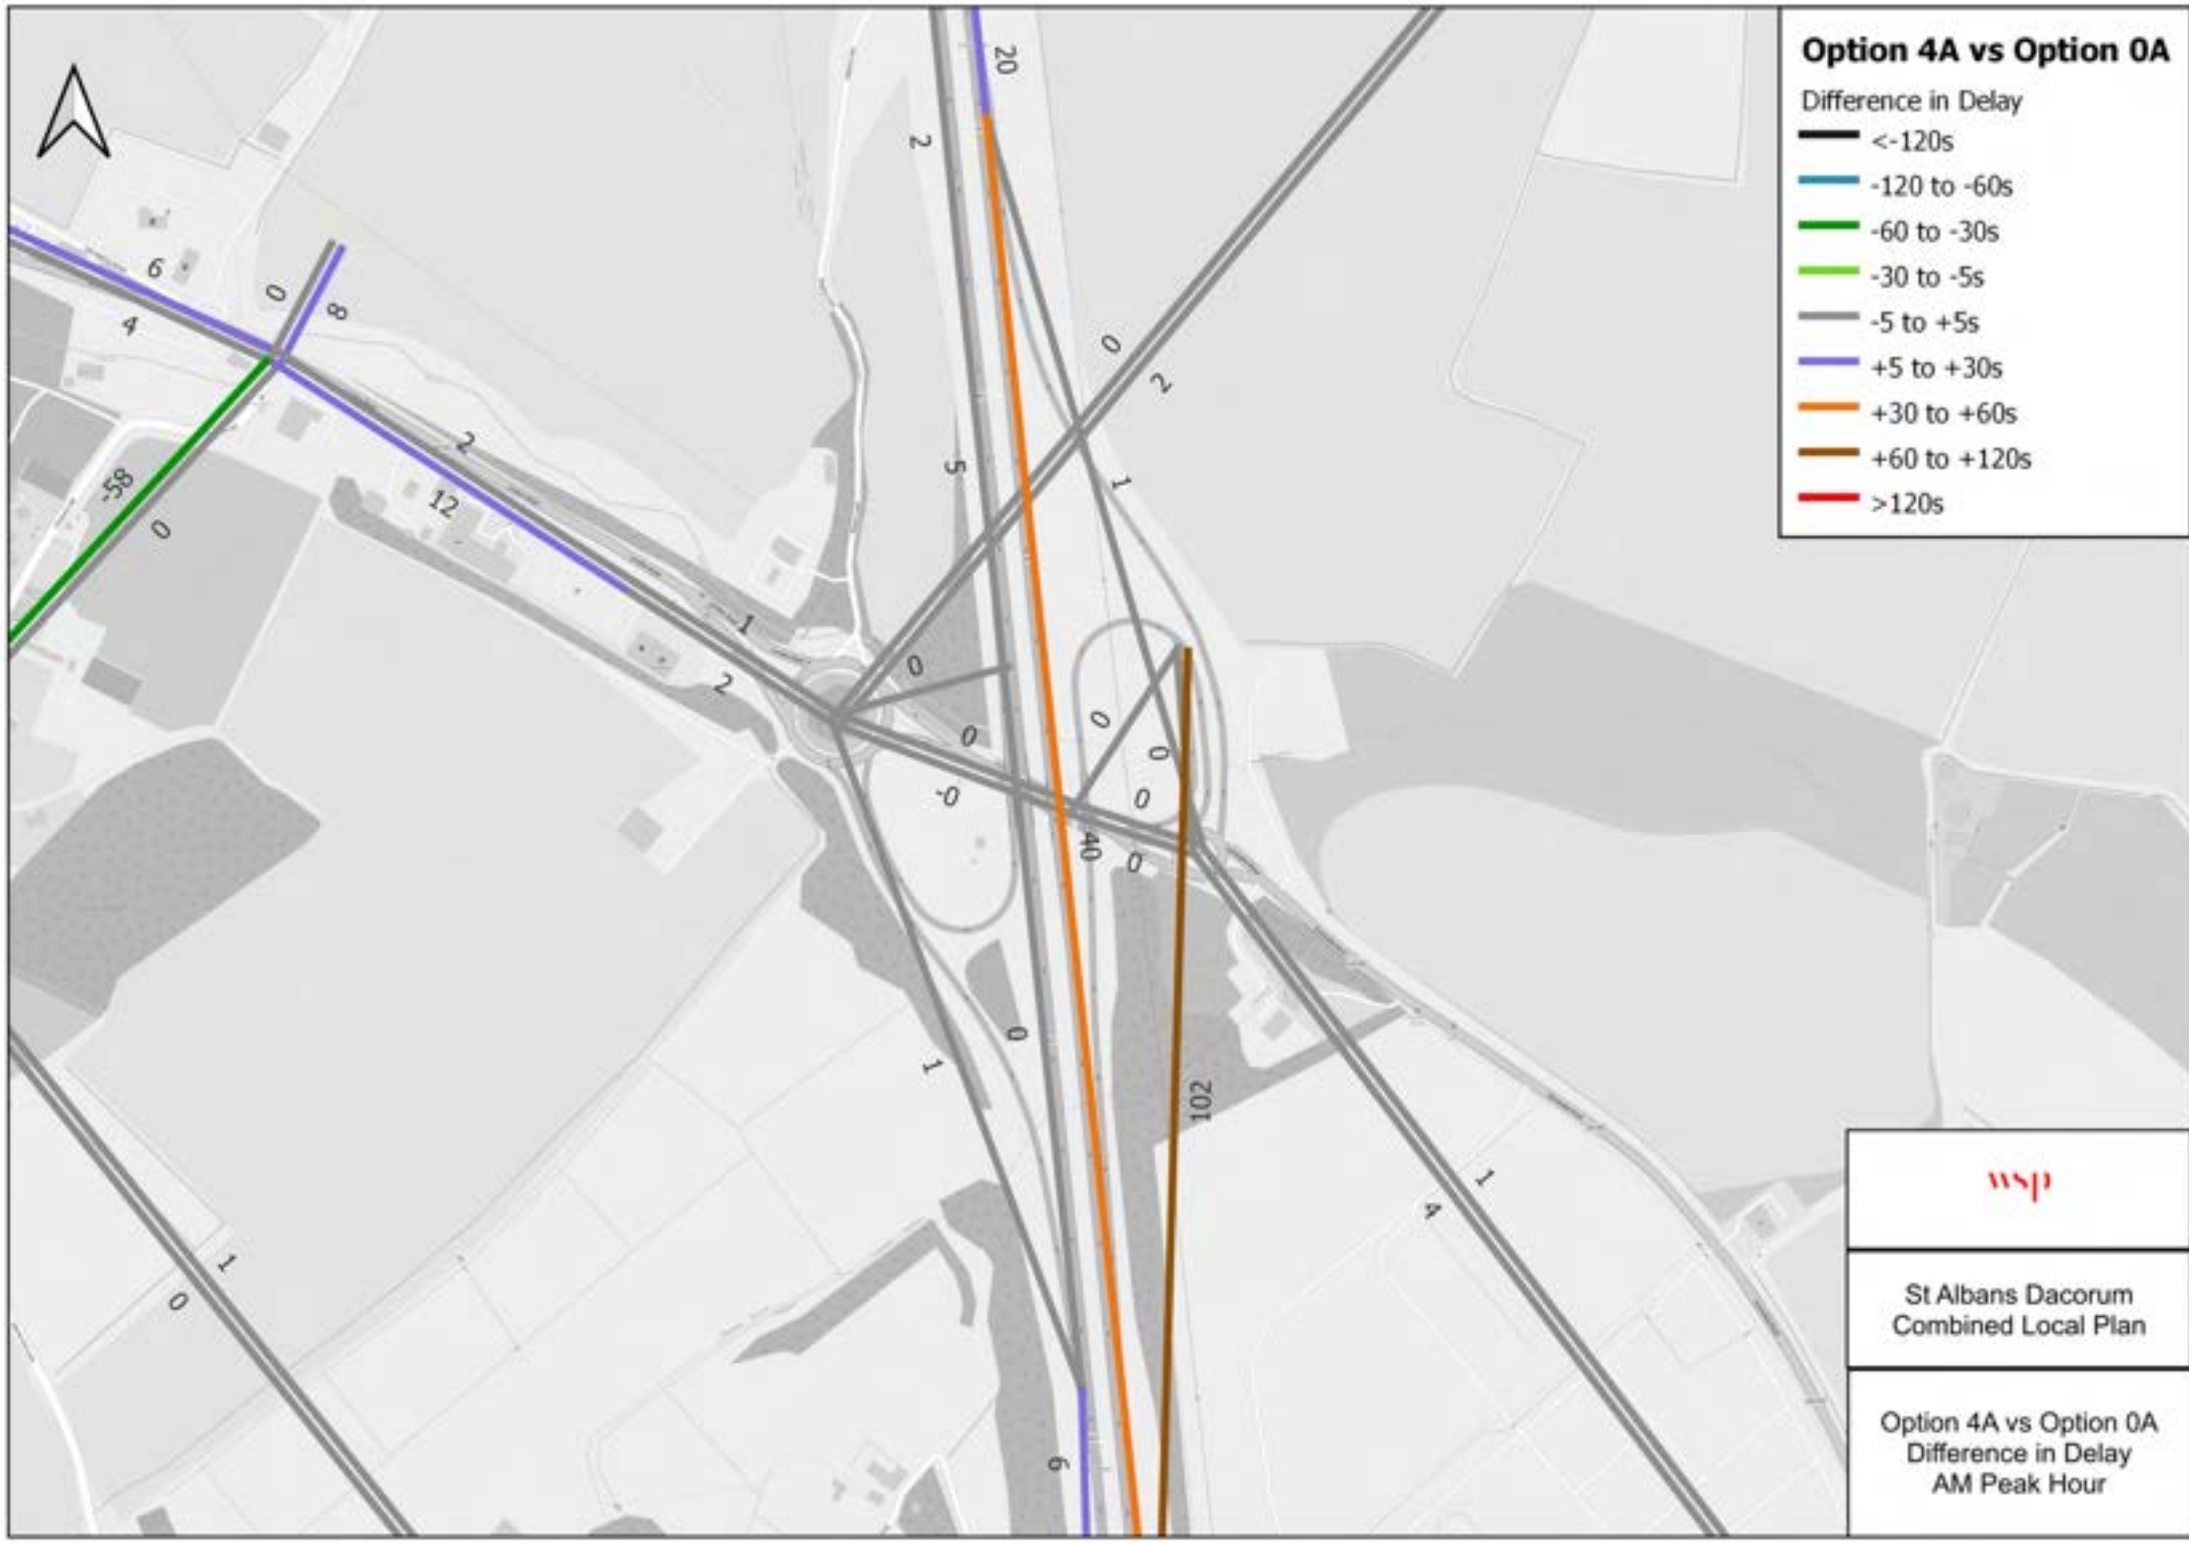 Option 4A vs Option 0A
Difference in Delay
<-120s
-120 to -60s
-60 to -30s
-30 to -5s
-5 to +5s
+5 to +30s
+30 to +60s
+60 to +120s
>120s
20
2
0
2
6
4
0
8
5
1
2
12
-58
0
1
2
0
0
-0
0
0
0
0
40
102
0
1
1
4
1
0
6
wsp
St Albans Dacorum
Combined Local Plan
Option 4A vs Option 0A
Difference in Delay
AM Peak Hour